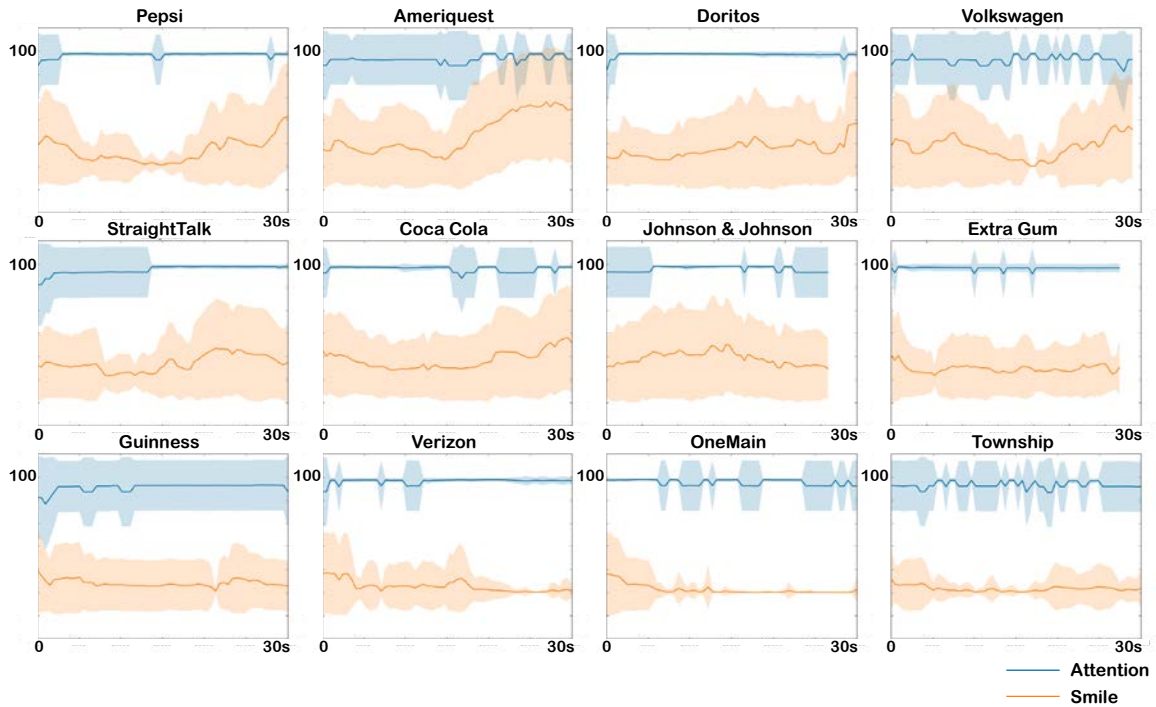 Pepsi Ameriquest Doritos Volkswagen
100 100 100 100
0 30s 0 30s 0 30s 0 30s
StraightTalk Coca Cola Johnson & Johnson Extra Gum
100 100 100 100
0 30s 0 30s 0 30s 0 30s
Guinness Verizon OneMain Township
100 100 100 100
0 30s 0 30s 0 30s 0 30s
Attention
Smile